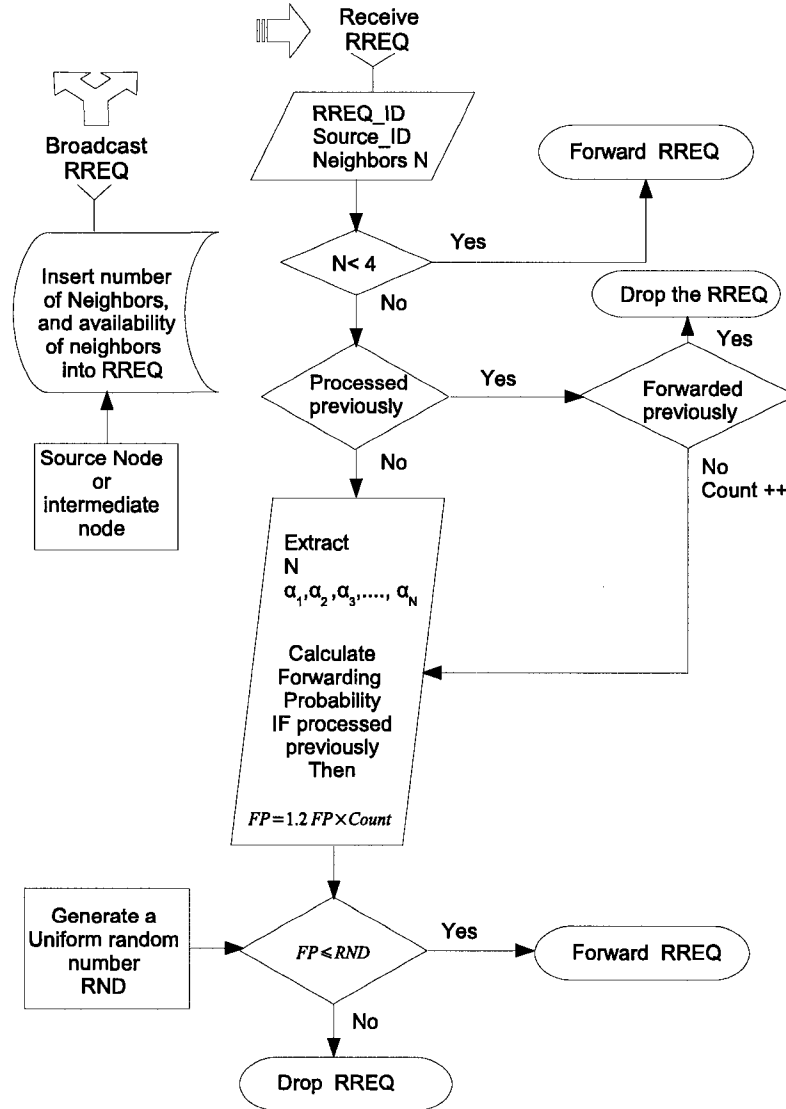 Receive
RREQ
Broadcast
RREQ
RREQ_ID
Source_ID
Neighbors N
Forward RREQ
Insert number
of Neighbors,
and availability
of neighbors
into RREQ
N< 4
Yes
No
Drop the RREQ
Yes
Processed
previously
Yes
Forwarded
previously
No
No
Count ++
Source Node
or
intermediate
node
Extract
N
α₁,α₂,α₃,...., α_N
Calculate
Forwarding
Probability
IF processed
previously
Then
FP=1.2 FP×Count
Generate a
Uniform random
number
RND
FP⩽RND
Yes
Forward RREQ
No
Drop RREQ